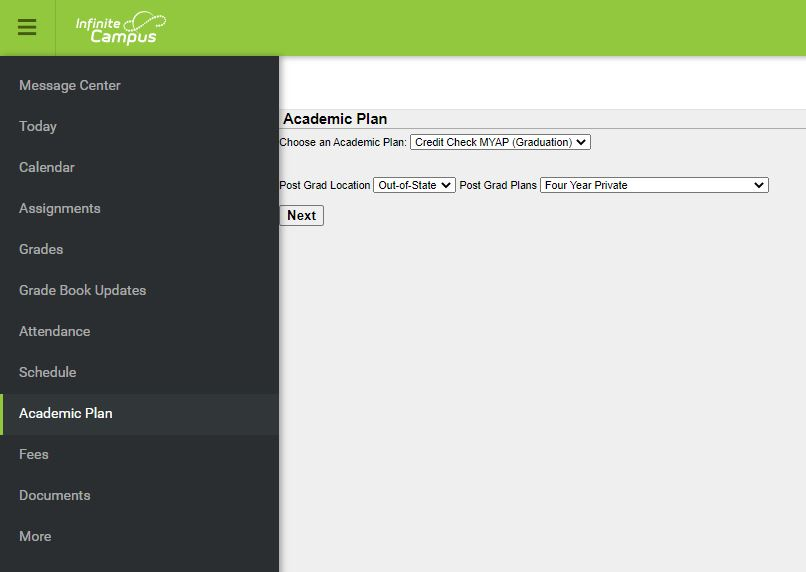 Infinite
Campus
Message Center
Today
Calendar
Assignments
Grades
Grade Book Updates
Attendance
Schedule
Academic Plan
Fees
Documents
More
Academic Plan
Choose an Academic Plan: Credit Check MYAP (Graduation)
Post Grad Location Out-of-State Post Grad Plans Four Year Private
Next